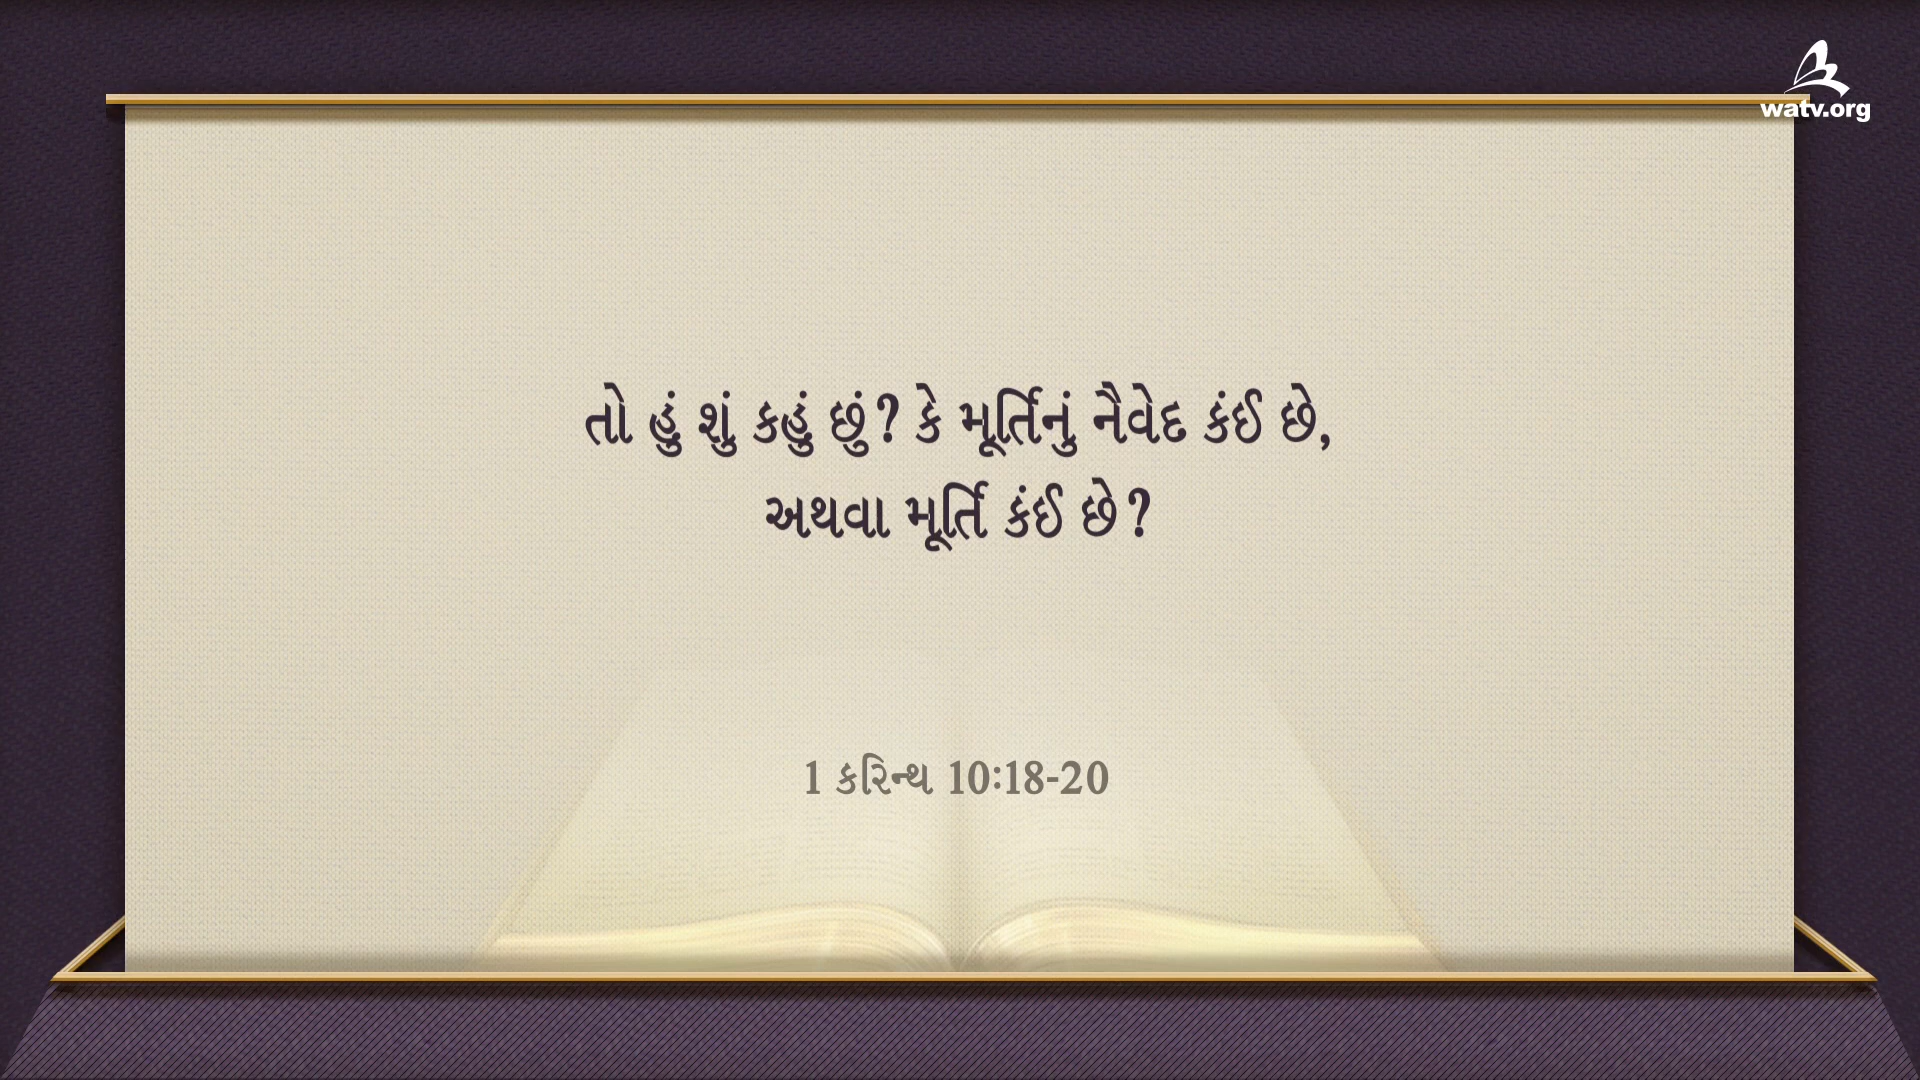 watv.org
તો હું શું કહું છું? કે મૂર્તિનું નૈવેદ કંઈ છે,
અથવા મૂર્તિ કંઈ છે?
1 કરિન્થ 10:18-20